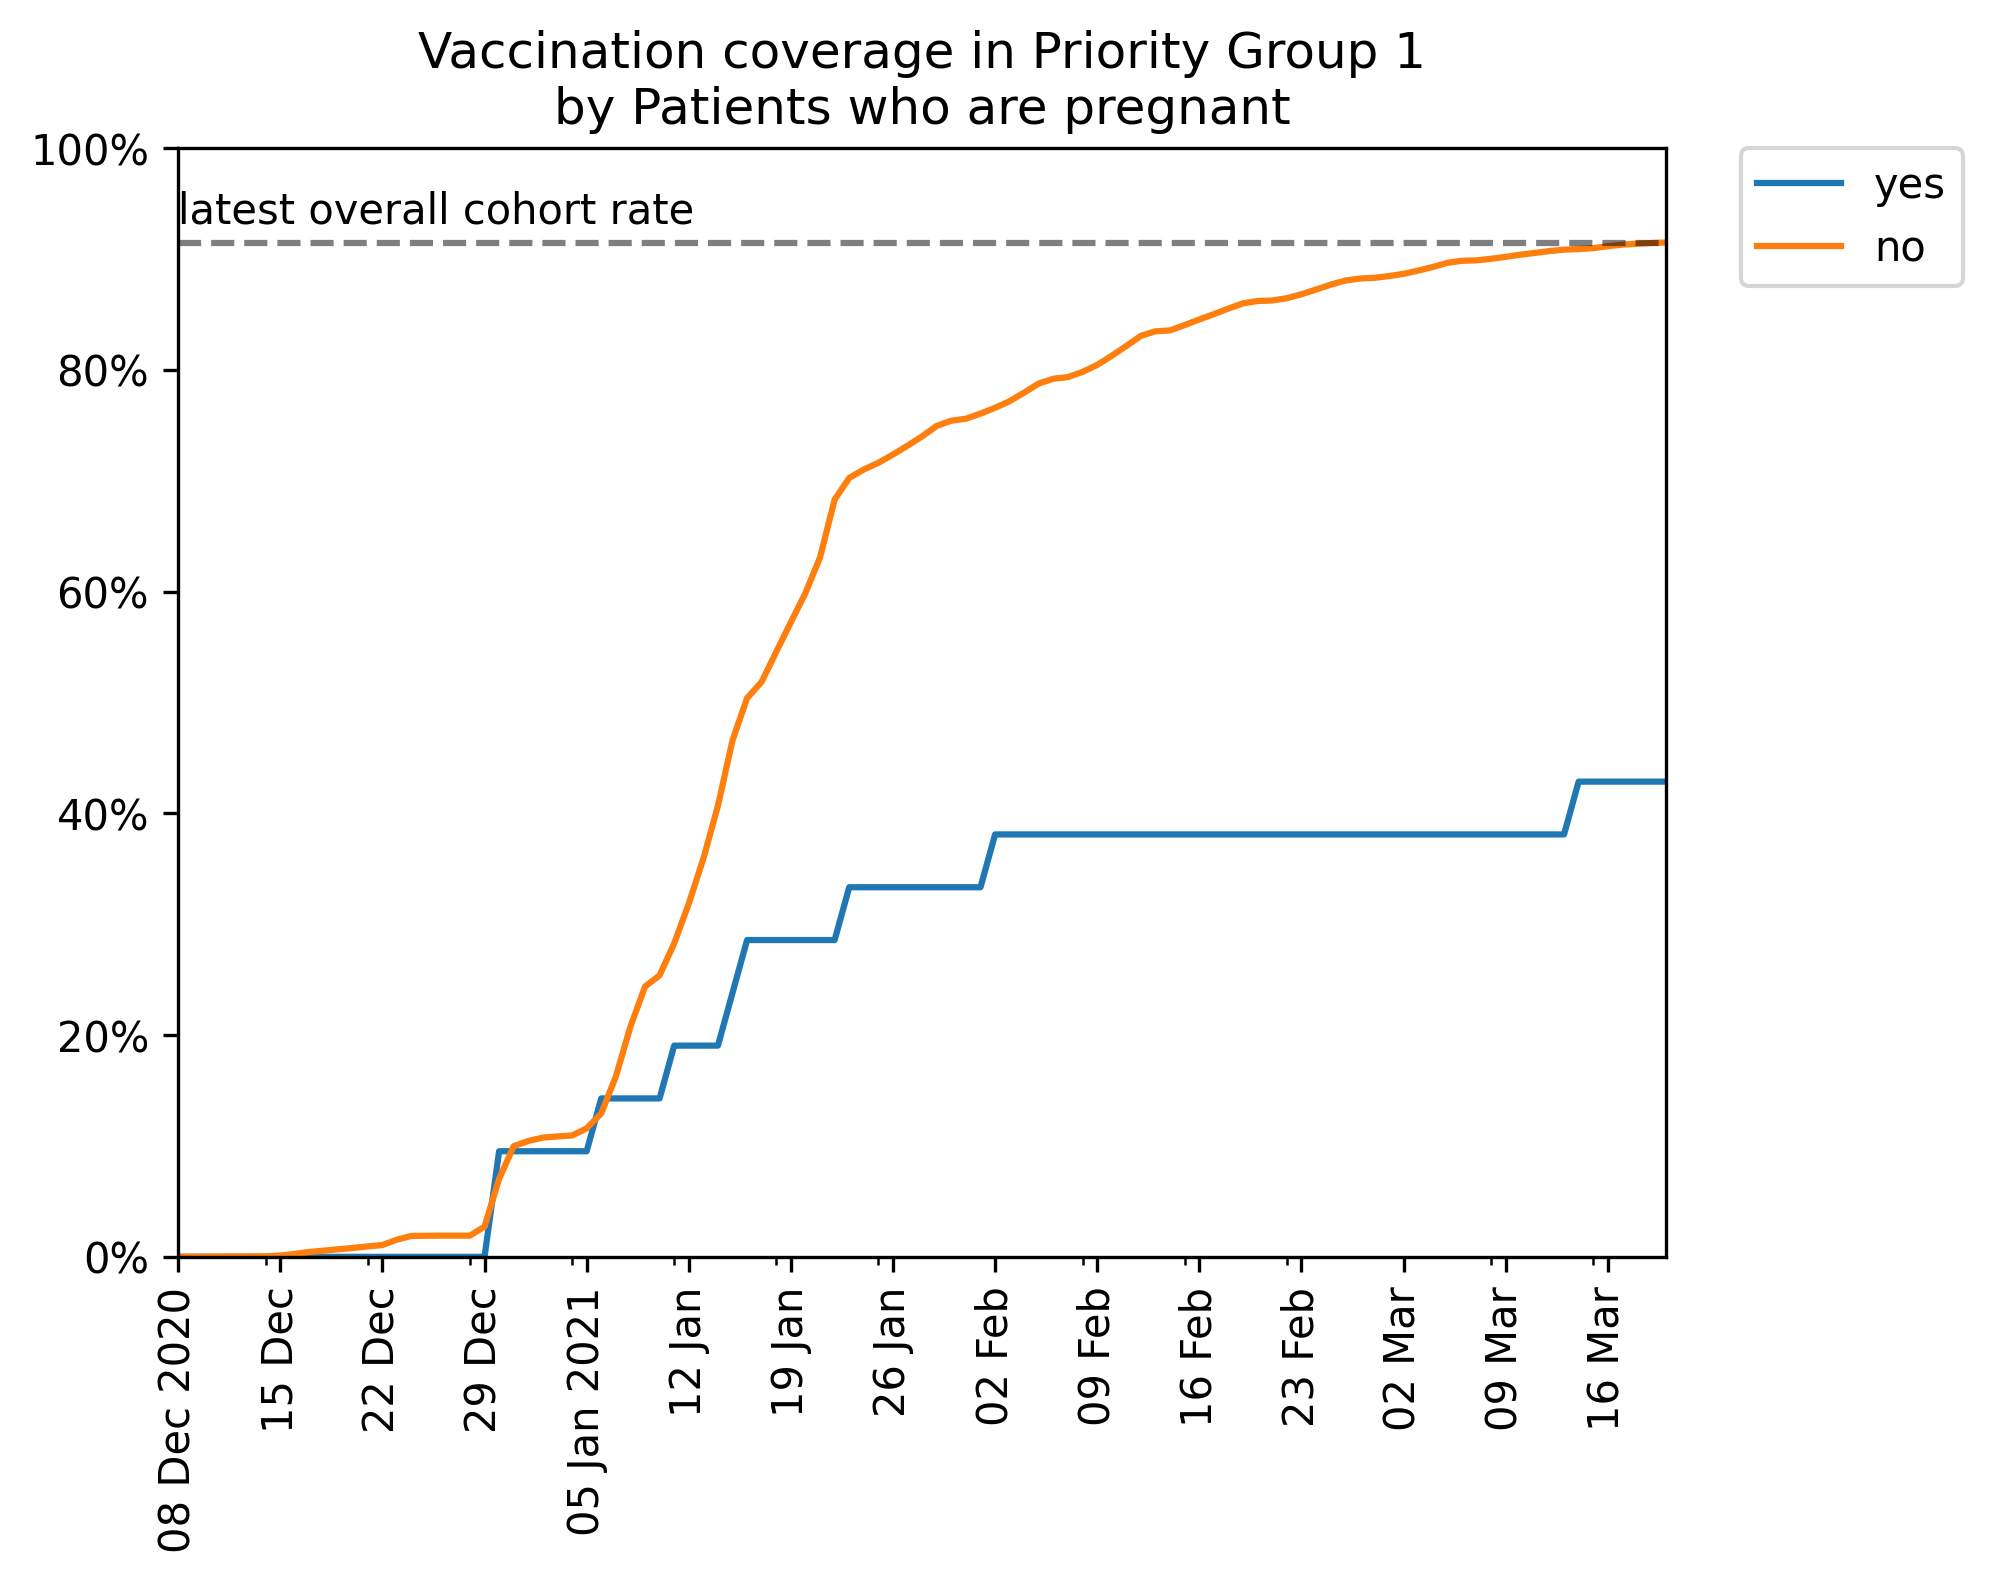 Vaccination coverage in Priority Group 1
by Patients who are pregnant
100%
80%
60%
40%
20%
0%
latest overall cohort rate
yes
no
08 Dec 2020
15 Dec
22 Dec
29 Dec
05 Jan 2021
12 Jan
19 Jan
26 Jan
02 Feb
09 Feb
16 Feb
23 Feb
02 Mar
09 Mar
16 Mar